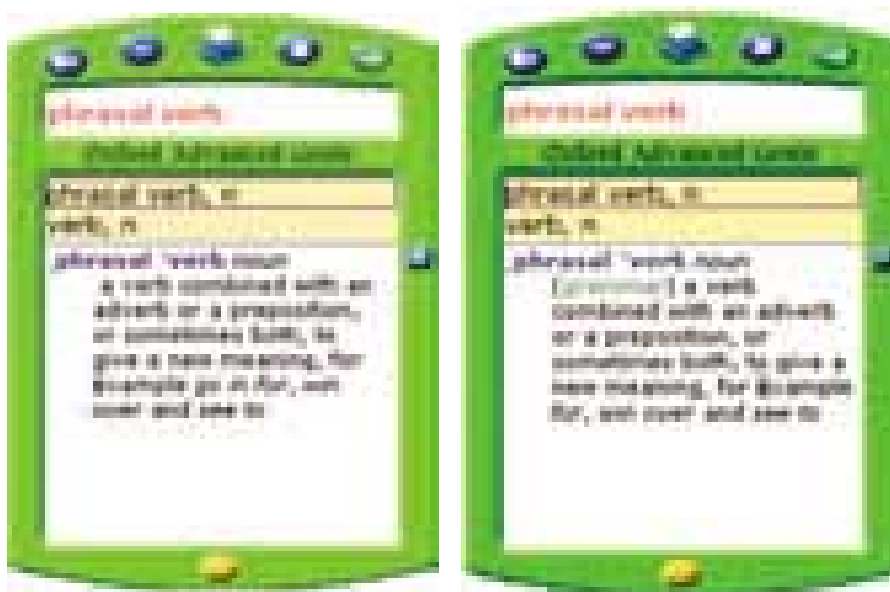 phrasal verb
Oxford Advanced
phrasal verb, n
verb, n
phrasal 'verb noun
a verb combined with an
adverb or a preposition,
or sometimes both, to
give a new meaning, for
Example go in for, win
over and see to
phrasal verb
Oxford Advanced
phrasal verb, n
verb, n
phrasal 'verb noun
[grammar] a verb
combined with an adverb
or a preposition, or
sometimes both, to give a
new meaning, for Example
for, win over and see to